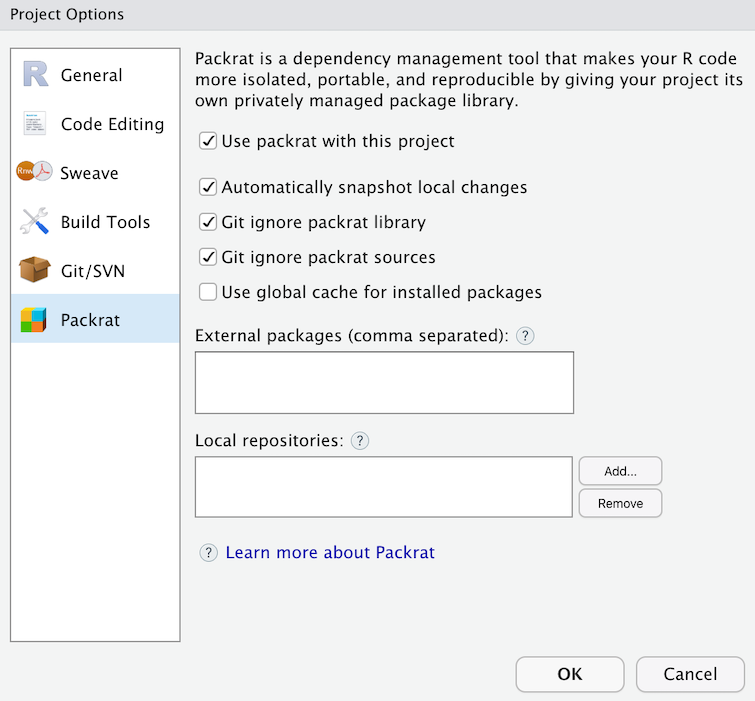 Project Options
General
Code Editing
Sweave
Build Tools
Git/SVN
Packrat
Packrat is a dependency management tool that makes your R code
more isolated, portable, and reproducible by giving your project its
own privately managed package library.
Use packrat with this project
Automatically snapshot local changes
Git ignore packrat library
Git ignore packrat sources
Use global cache for installed packages
External packages (comma separated): ?
Local repositories: ?
Add...
Remove
? Learn more about Packrat
OK
Cancel